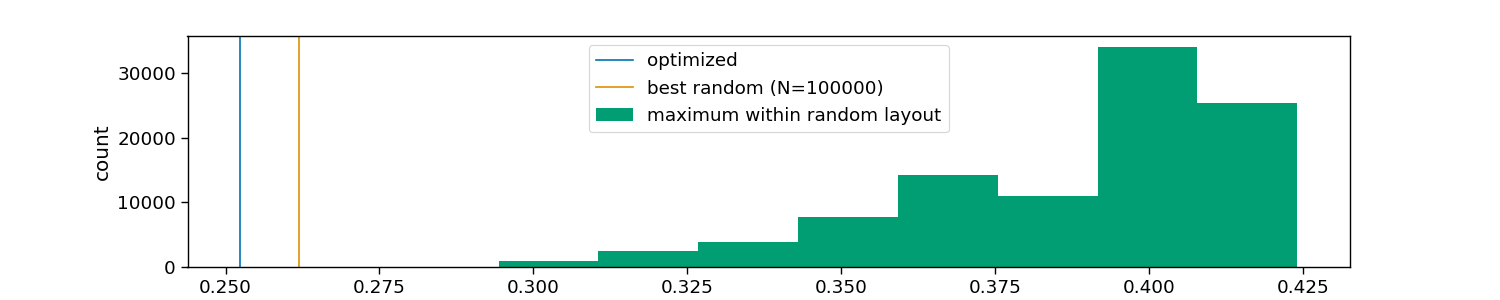 optimized
best random (N=100000)
maximum within random layout
count
30000
20000
10000
0
0.250 0.275 0.300 0.325 0.350 0.375 0.400 0.425